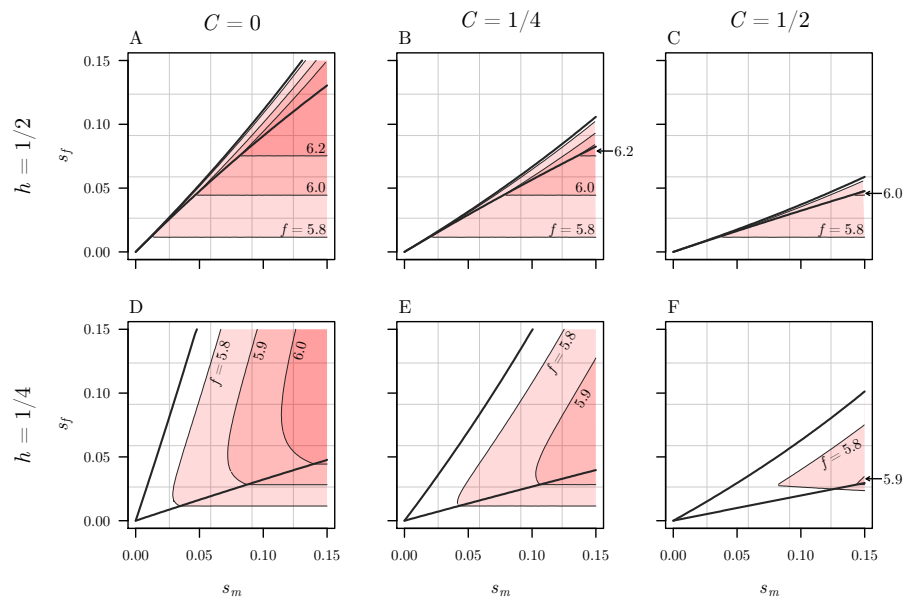 C = 0
C = 1/4
C = 1/2
h = 1/2
A
0.15
0.10
0.05
0.00
s_f
6.2
6.0
f = 5.8
B
6.2
6.0
f = 5.8
C
6.0
f = 5.8
h = 1/4
D
0.15
0.10
0.05
0.00
s_f
f = 5.8
5.9
6.0
0.00
0.05
0.10
0.15
s_m
E
f = 5.8
5.9
0.00
0.05
0.10
0.15
s_m
F
f = 5.8
5.9
0.00
0.05
0.10
0.15
s_m